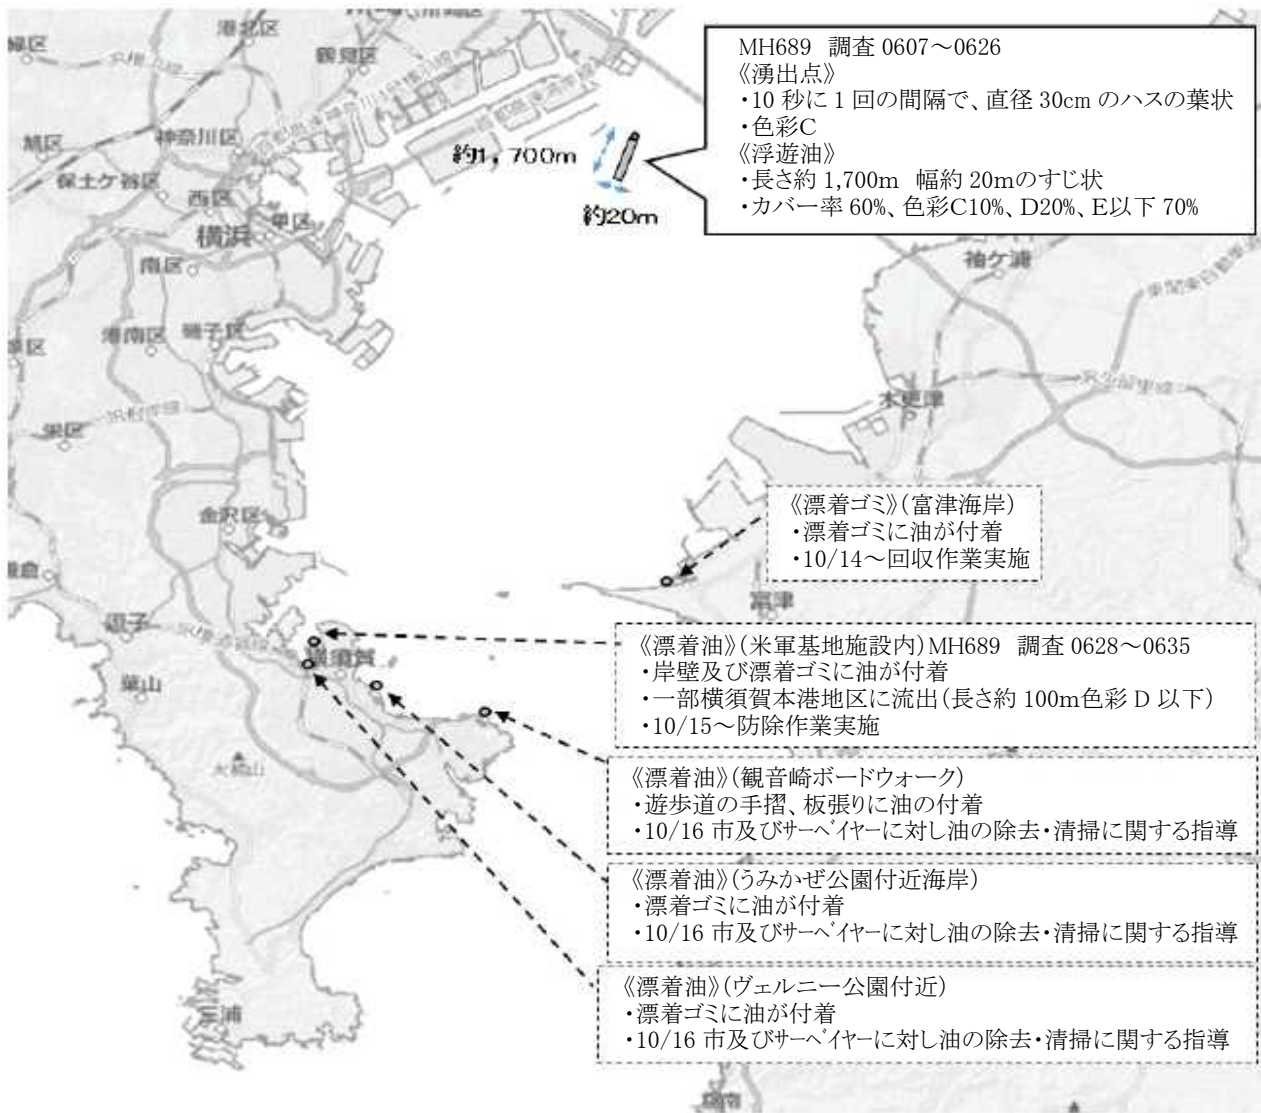 港北区
鶴見区
旭区
神奈川区
保土ケ谷区
西区
横浜
中区
南区
港南区
磯子区
栄区
金沢区
逗子
葉山
大楠山
横須賀
三浦
袖ケ浦
木更津
富津
約1,700m
約20m
MH689 調査 0607～0626
《湧出点》
・10 秒に 1 回の間隔で、直径 30cm のハスの葉状
・色彩C
《浮遊油》
・長さ約 1,700m 幅約 20mのすじ状
・カバー率 60%、色彩C10%、D20%、E以下 70%
《漂着ゴミ》(富津海岸)
・漂着ゴミに油が付着
・10/14～回収作業実施
《漂着油》(米軍基地施設内)MH689 調査 0628～0635
・岸壁及び漂着ゴミに油が付着
・一部横須賀本港地区に流出(長さ約 100m色彩 D 以下)
・10/15～防除作業実施
《漂着油》(観音崎ボードウォーク)
・遊歩道の手摺、板張りに油の付着
・10/16 市及びサーベイヤーに対し油の除去・清掃に関する指導
《漂着油》(うみかぜ公園付近海岸)
・漂着ゴミに油が付着
・10/16 市及びサーベイヤーに対し油の除去・清掃に関する指導
《漂着油》(ヴェルニー公園付近)
・漂着ゴミに油が付着
・10/16 市及びサーベイヤーに対し油の除去・清掃に関する指導